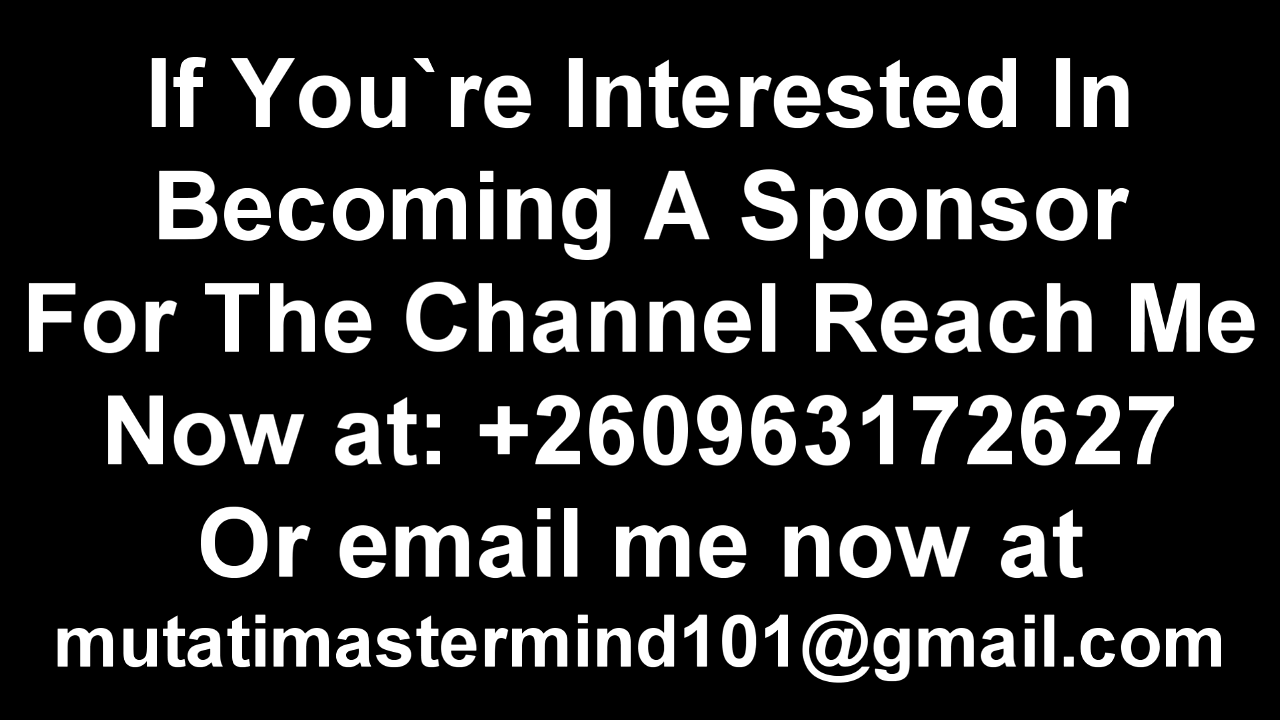 If You`re Interested In
Becoming A Sponsor
For The Channel Reach Me
Now at: +260963172627
Or email me now at
mutatimastermind101@gmail.com